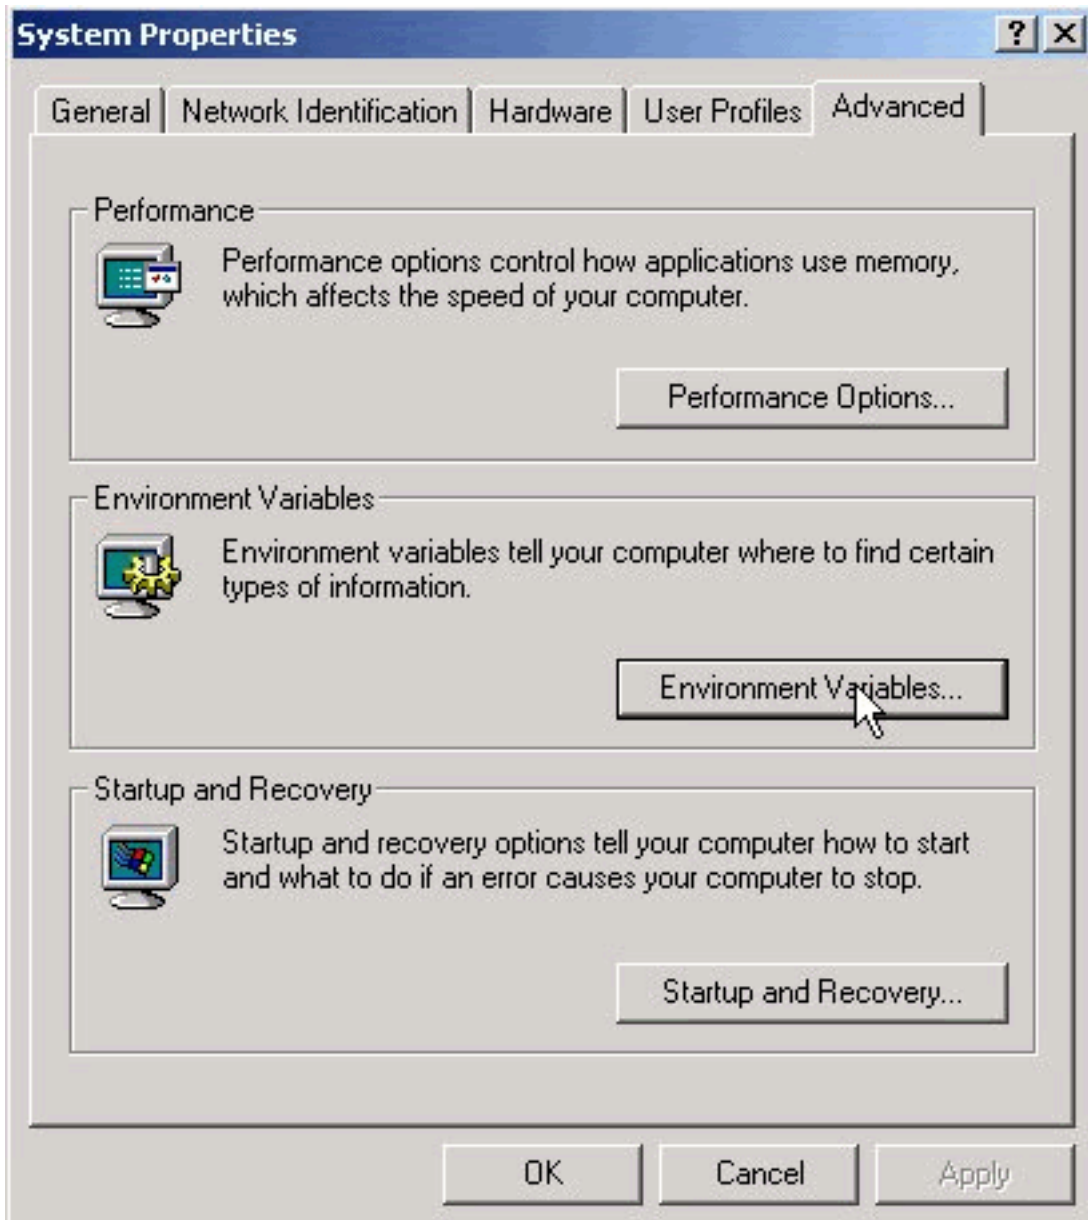 System Properties
General
Network Identification
Hardware
User Profiles
Advanced
Performance
Performance options control how applications use memory,
which affects the speed of your computer.
Performance Options...
Environment Variables
Environment variables tell your computer where to find certain
types of information.
Environment Variables...
Startup and Recovery
Startup and recovery options tell your computer how to start
and what to do if an error causes your computer to stop.
Startup and Recovery...
OK
Cancel
Apply